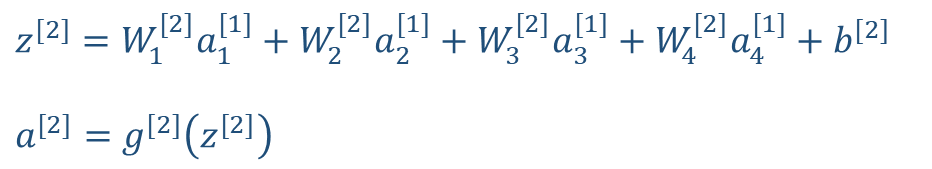 z^{[2]} = W_1^{[2]} a_1^{[1]} + W_2^{[2]} a_2^{[1]} + W_3^{[2]} a_3^{[1]} + W_4^{[2]} a_4^{[1]} + b^{[2]}
a^{[2]} = g^{[2]}(z^{[2]})